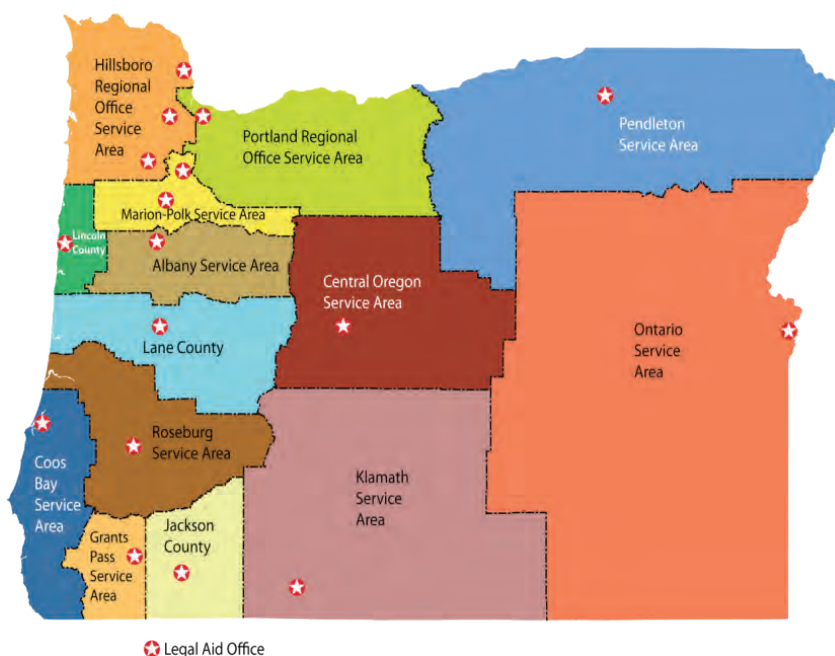 Hillsboro
Regional
Office
Service
Area
Portland Regional
Office Service Area
Pendleton
Service Area
Marion-Polk Service Area
Lincoln
County
Albany Service Area
Central Oregon
Service Area
Lane County
Ontario
Service
Area
Roseburg
Service Area
Coos
Bay
Service
Area
Klamath
Service
Area
Jackson
County
Grants
Pass
Service
Area
Legal Aid Office